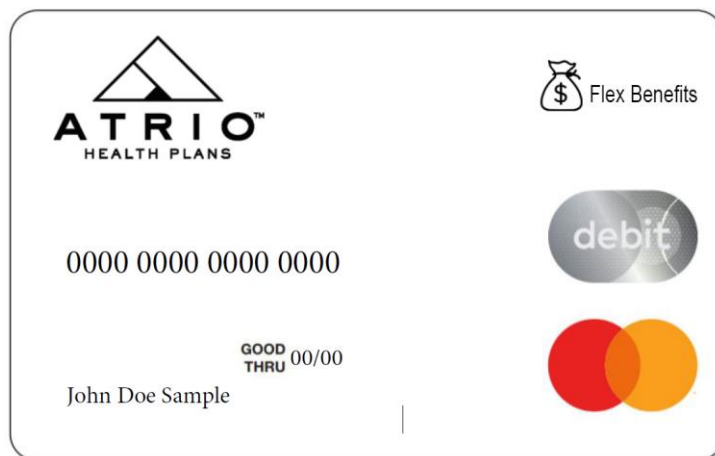 ATRIO™
HEALTH PLANS
$ Flex Benefits
debit
0000 0000 0000 0000
GOOD THRU 00/00
John Doe Sample